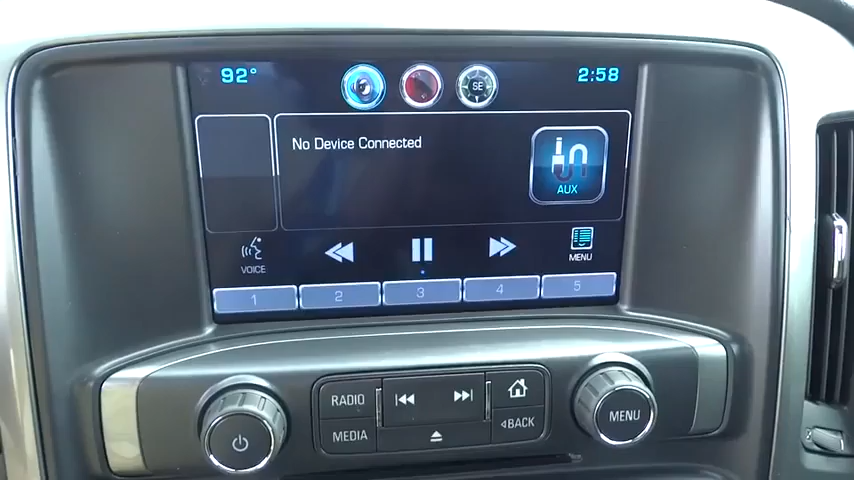 92°
SE
2:58
No Device Connected
AUX
VOICE
MENU
1 2 3 4 5
RADIO
MEDIA
BACK
MENU